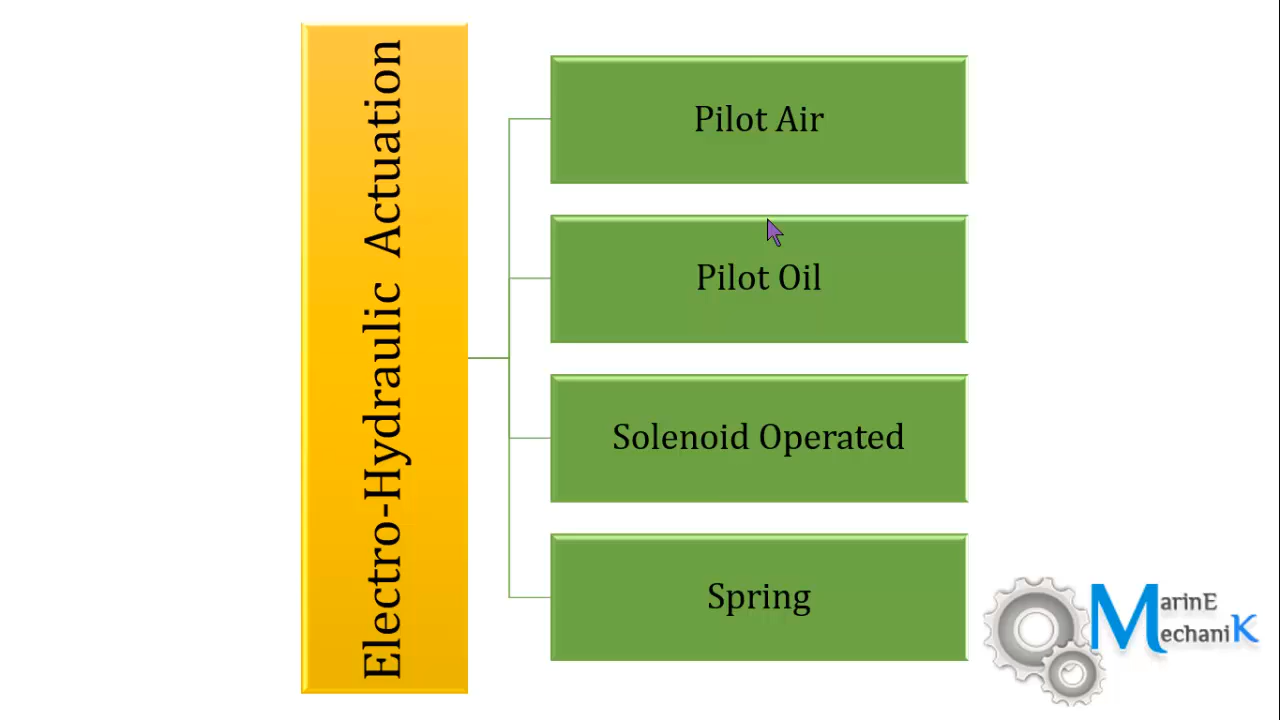 Electro-Hydraulic Actuation
Pilot Air
Pilot Oil
Solenoid Operated
Spring
MarinE
MechaniK